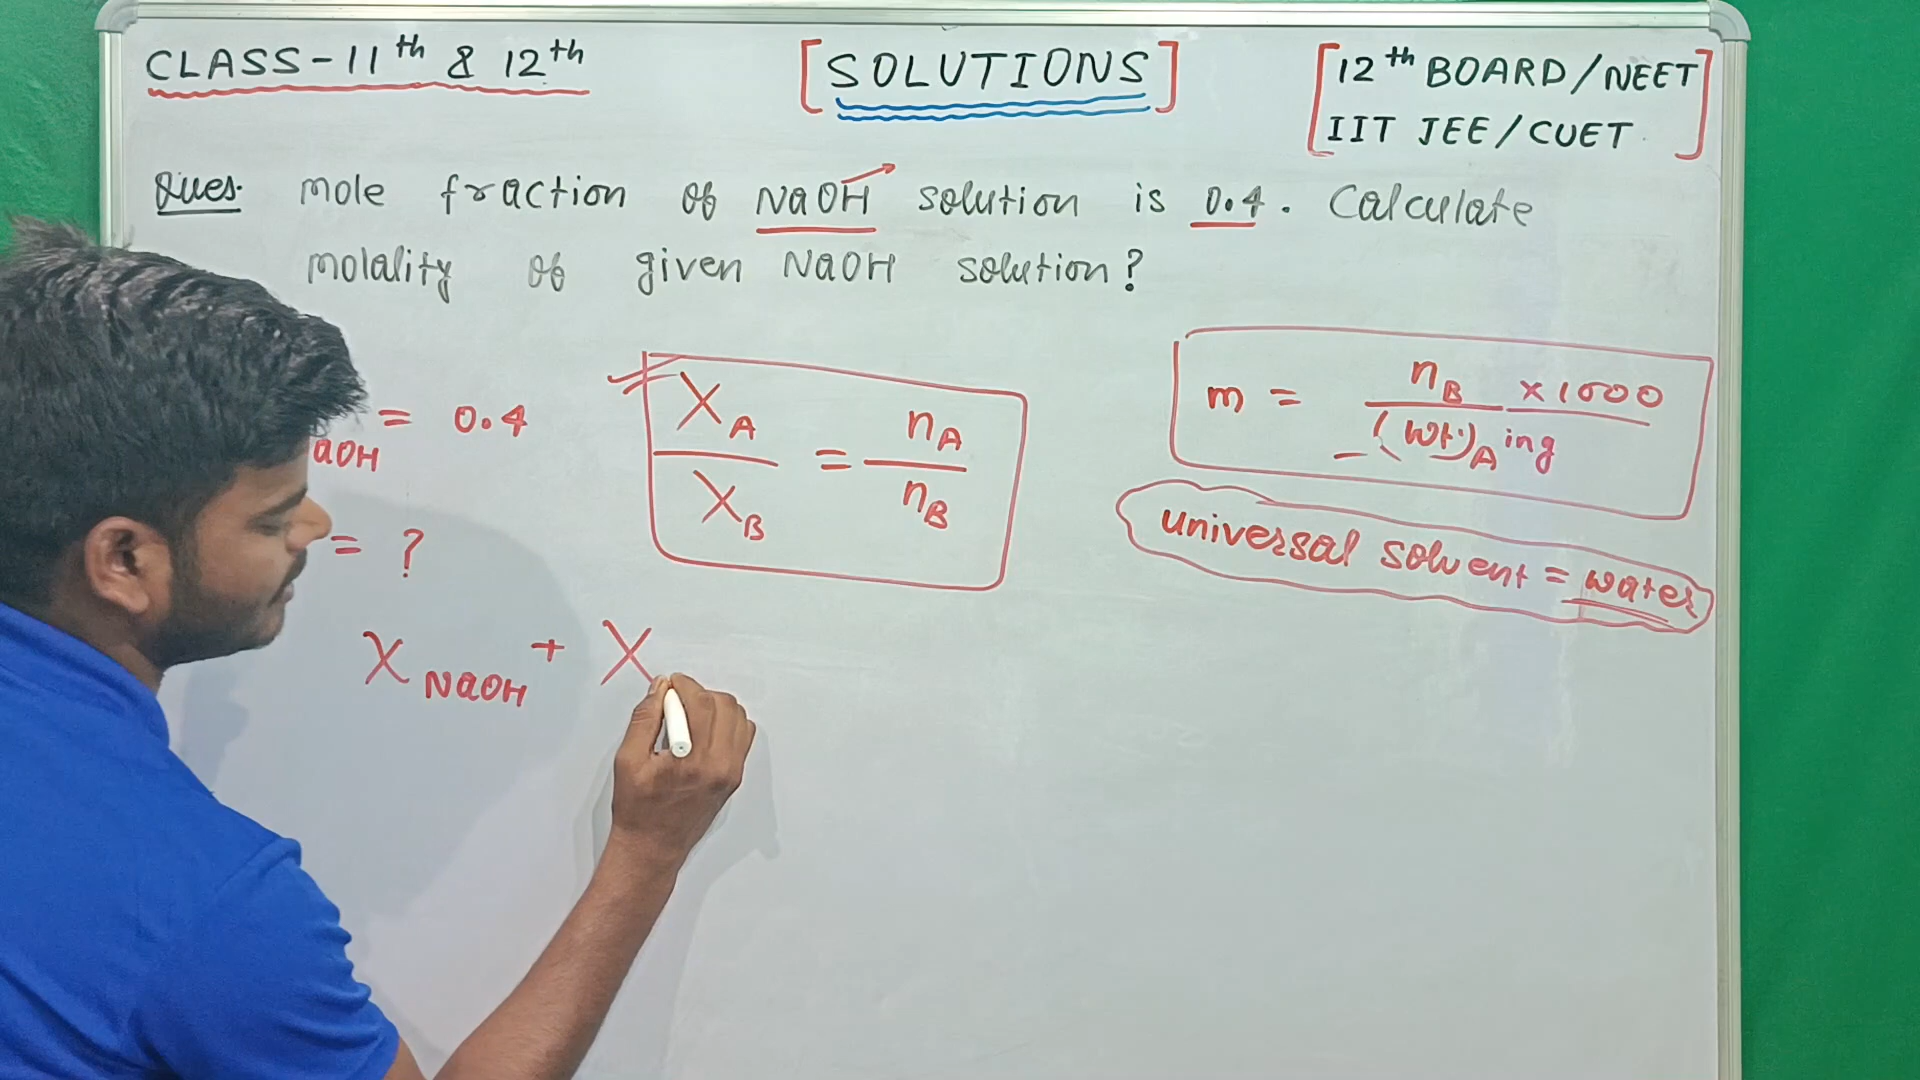 CLASS-11th & 12th
[SOLUTIONS]
[12th BOARD/NEET
IIT JEE/CUET]
Ques. mole fraction of NaOH solution is 0.4. Calculate
molality of given NaOH solution?
aOH = 0.4
= ?
X_A / X_B = n_A / n_B
m = n_B × 1000 / (wt.)_A in g
universal solvent = water
X_NaOH + X